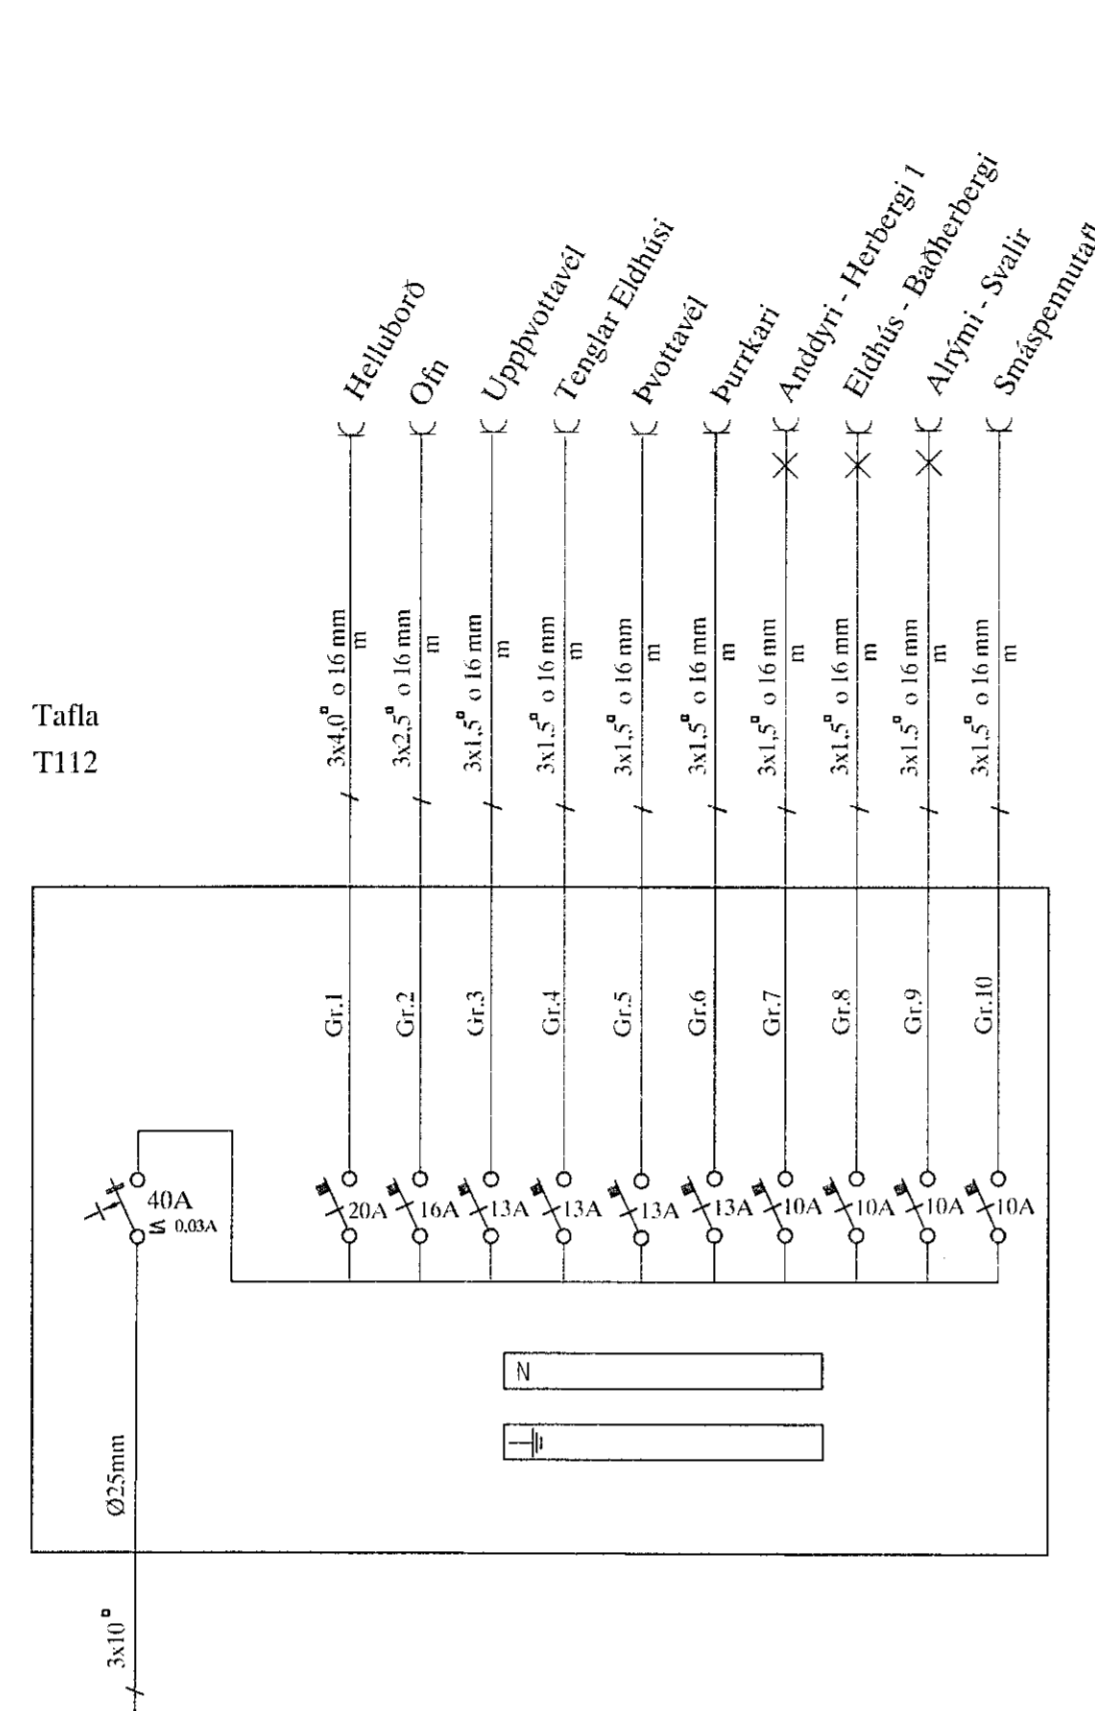 Helluborð
Ofn
Uppþvottavél
Tenglar Eldhúsi
Þvottavél
Þurrkari
Anddyri - Herbergi 1
Eldhús - Baðherbergi
Alrými - Svalir
Tafla
T112
3x4,0▫ o 16 mm
m
3x2,5▫ o 16 mm
m
3x1,5▫ o 16 mm
m
3x1.5▫ o 16 mm
m
3x1,5▫ o 16 mm
m
3x1.5▫ o 16 mm
m
3x1,5▫ o 16 mm
m
3x1,5▫ o 16 mm
m
3x1.5▫ o 16 mm
m
3x1.5▫ o 16 mm
m
Gr.1
Gr.2
Gr.3
Gr.4
Gr.5
Gr.6
Gr.7
Gr.8
Gr.9
Gr.10
40A
≤ 0,03A
20A
16A
13A
13A
13A
13A
10A
10A
10A
10A
N
Ø25mm
3x10▫